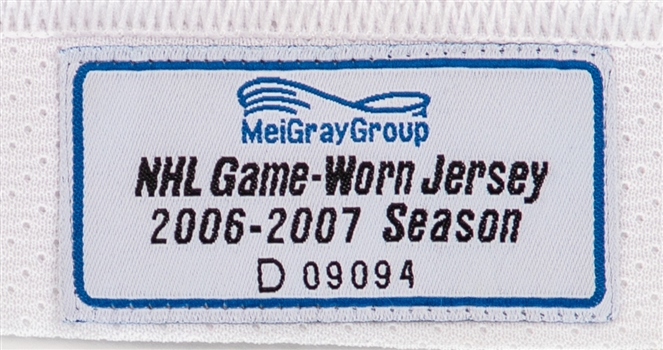 MeiGrayGroup
NHL Game-Worn Jersey
2006-2007 Season
D 09094